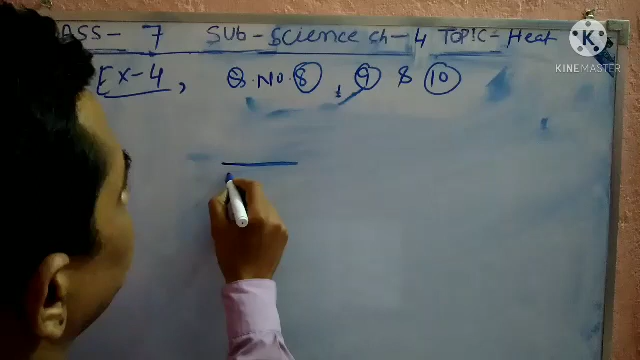 ASS- 7 SUB-Science ch-4 TOPIC-Heat
Ex-4, Q.No.8, 9 & 10
K
KINEMASTER